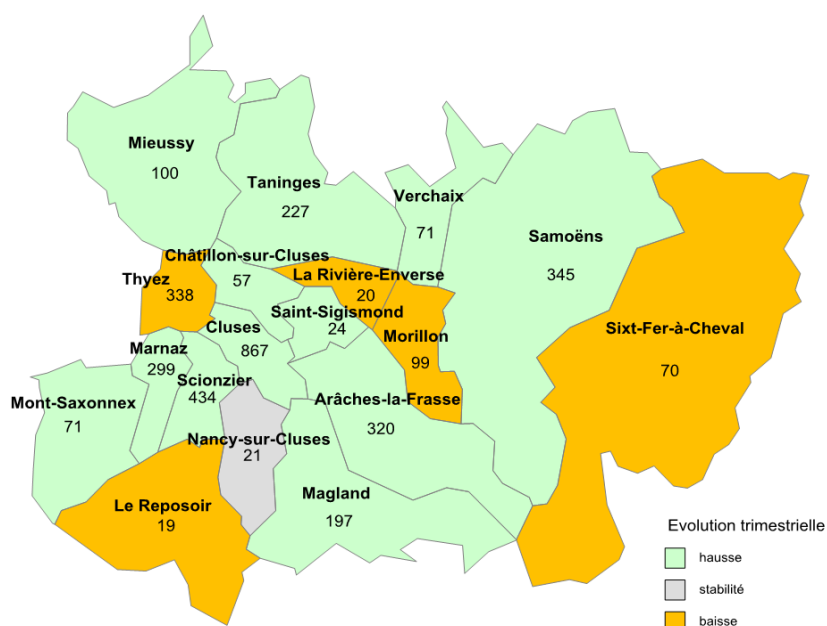 Mieussy
100
Taninges
227
Verchaix
71
Samoëns
345
Châtillon-sur-Cluses
57
Thyez
338
La Rivière-Enverse
20
Saint-Sigismond
24
Cluses
867
Morillon
99
Sixt-Fer-à-Cheval
70
Marnaz
299
Scionzier
434
Arâches-la-Frasse
320
Mont-Saxonnex
71
Nancy-sur-Cluses
21
Le Reposoir
19
Magland
197
Evolution trimestrielle
hausse
stabilité
baisse